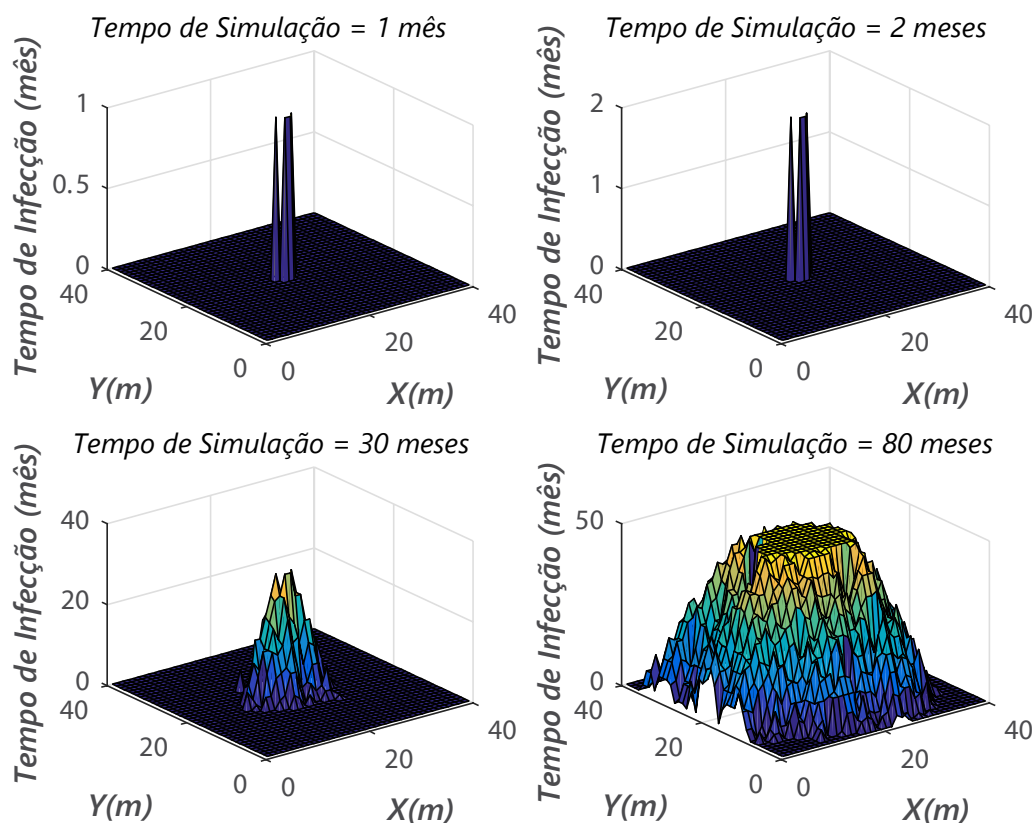 Tempo de Simulação = 1 mês
Tempo de Infecção (mês)
1
0.5
0
40
20
0
0
20
40
Y(m)
X(m)
Tempo de Simulação = 2 meses
Tempo de Infecção (mês)
2
1
0
40
20
0
0
20
40
Y(m)
X(m)
Tempo de Simulação = 30 meses
Tempo de Infecção (mês)
40
20
0
40
20
0
0
20
40
Y(m)
X(m)
Tempo de Simulação = 80 meses
Tempo de Infecção (mês)
50
0
40
20
0
0
20
40
Y(m)
X(m)